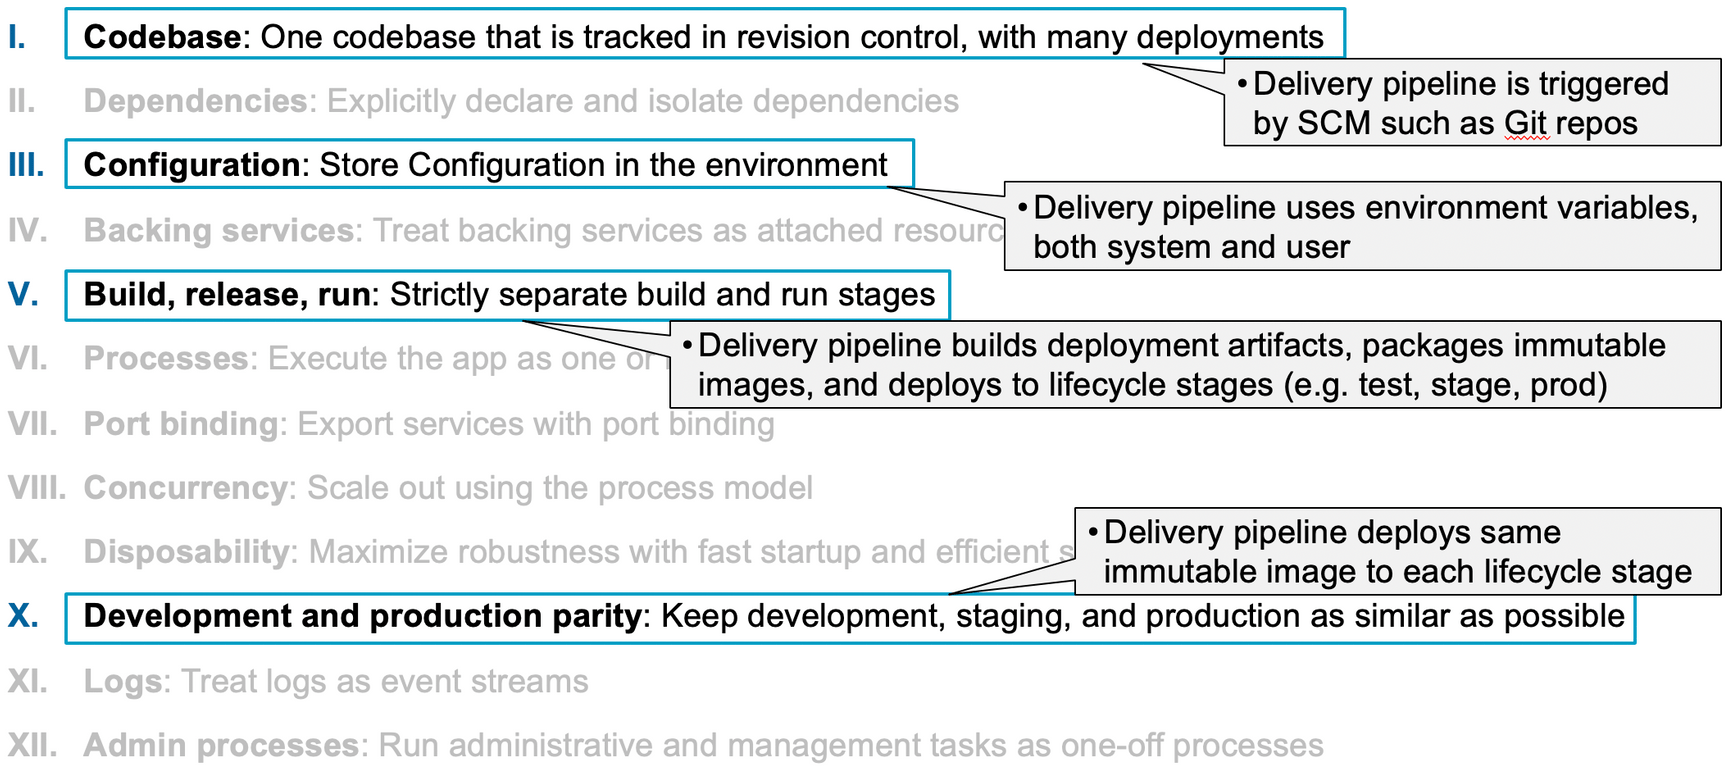 I. Codebase: One codebase that is tracked in revision control, with many deployments
• Delivery pipeline is triggered
by SCM such as Git repos
II. Dependencies: Explicitly declare and isolate dependencies
III. Configuration: Store Configuration in the environment
• Delivery pipeline uses environment variables,
both system and user
IV. Backing services: Treat backing services as attached resourc
V. Build, release, run: Strictly separate build and run stages
• Delivery pipeline builds deployment artifacts, packages immutable
images, and deploys to lifecycle stages (e.g. test, stage, prod)
VI. Processes: Execute the app as one or
VII. Port binding: Export services with port binding
VIII. Concurrency: Scale out using the process model
• Delivery pipeline deploys same
immutable image to each lifecycle stage
IX. Disposability: Maximize robustness with fast startup and efficient s
X. Development and production parity: Keep development, staging, and production as similar as possible
XI. Logs: Treat logs as event streams
XII. Admin processes: Run administrative and management tasks as one-off processes